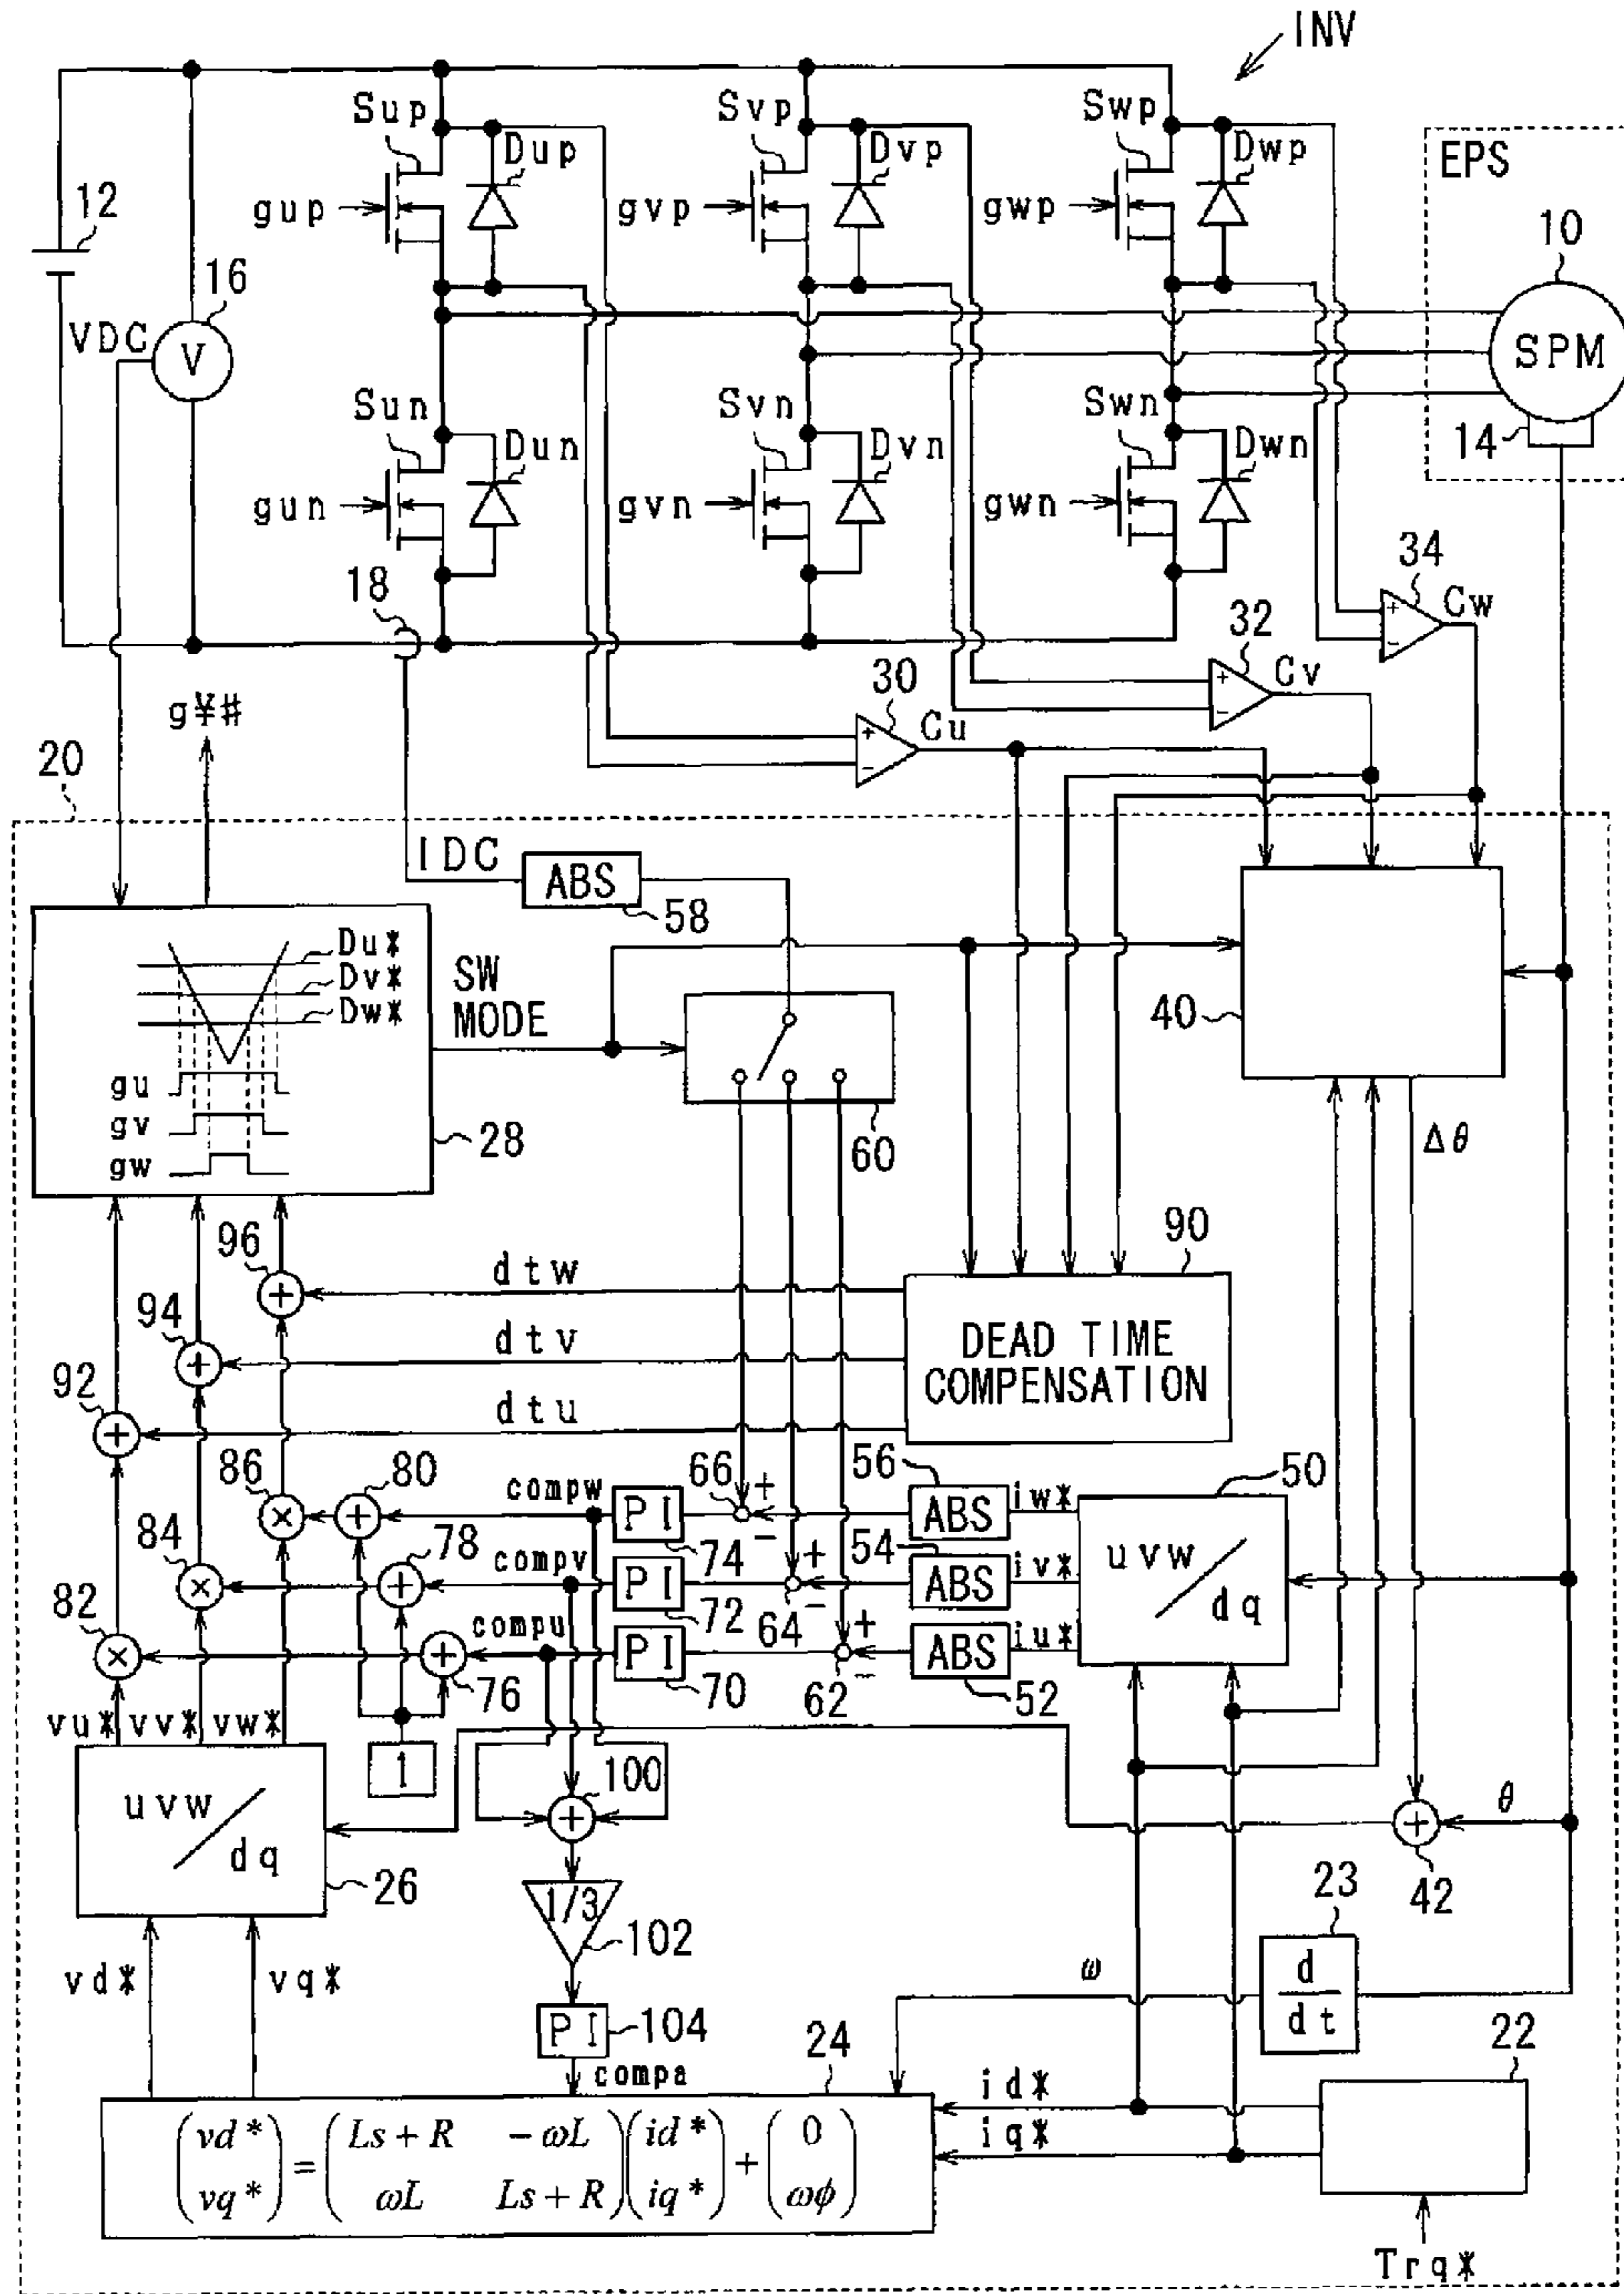 INV
Sup
Svp
Swp
Dup
Dvp
Dwp
EPS
12
gup
gvp
gwp
10
16
VDC
V
SPM
Sun
Svn
Swn
14
Dun
Dvn
Dwn
gun
gvn
gwn
18
34
+
-
Cw
32
+
-
Cv
30
+
-
Cu
g¥#
20
IDC
ABS
58
Du*
Dv*
Dw*
SW
MODE
40
gu
gv
gw
28
60
Δθ
96
90
dtw
94
DEAD TIME
COMPENSATION
dtv
92
dtu
86
80
compw
66
+
-
56
50
PI
ABS
iw*
84
78
compv
74
+
-
54
uvw
dq
PI
ABS
iv*
82
compu
72
64
+
-
PI
ABS
iu*
76
70
62
52
vu*
vv*
vw*
1
uvw
dq
100
+
θ
+
26
42
1/3
102
23
d
dt
ω
vd*
vq*
PI
104
22
compa
24
id*
iq*
(vd*
vq*) = (Ls+R -ωL
ωL Ls+R)(id*
iq*) + (0
ωφ)
Trq*